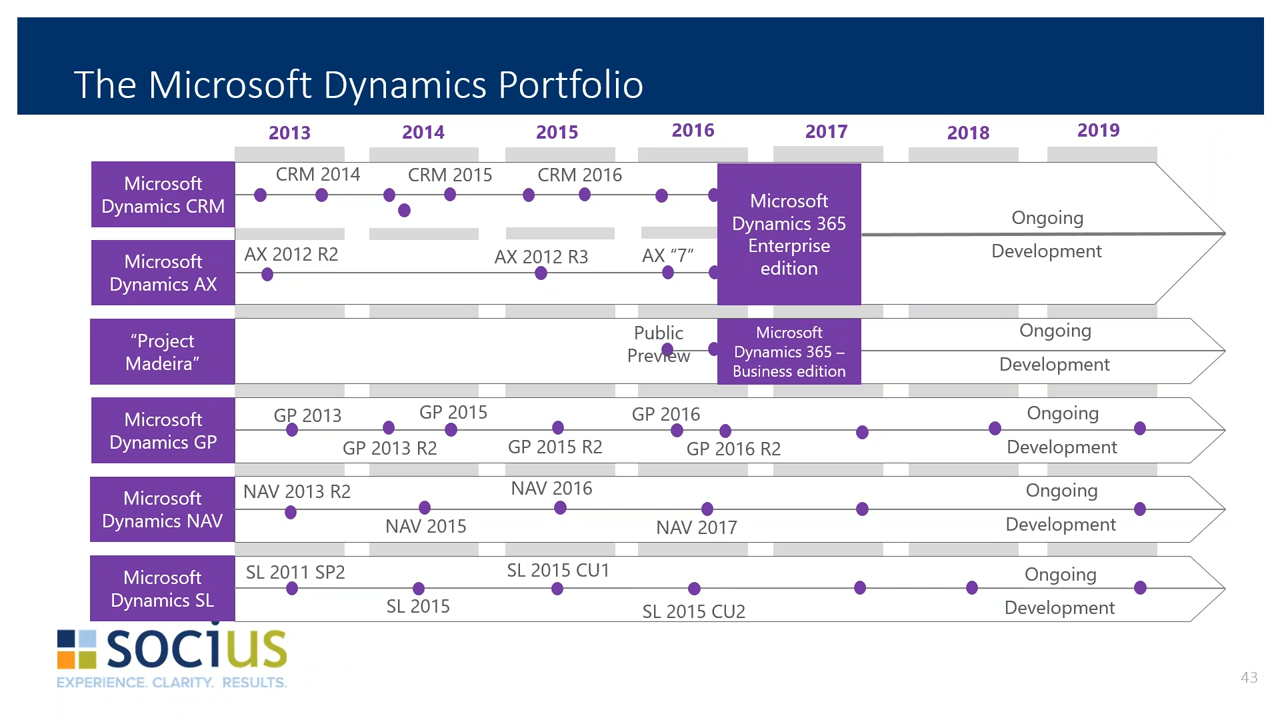 The Microsoft Dynamics Portfolio
2013 2014 2015 2016 2017 2018 2019
Microsoft
Dynamics CRM
CRM 2014 CRM 2015 CRM 2016
Microsoft
Dynamics AX
AX 2012 R2 AX 2012 R3 AX “7”
Microsoft
Dynamics 365
Enterprise
edition
Ongoing
Development
“Project
Madeira”
Public
Preview
Microsoft
Dynamics 365 –
Business edition
Ongoing
Development
Microsoft
Dynamics GP
GP 2013 GP 2015 GP 2016
GP 2013 R2 GP 2015 R2 GP 2016 R2
Ongoing
Development
Microsoft
Dynamics NAV
NAV 2013 R2 NAV 2016
NAV 2015 NAV 2017
Ongoing
Development
Microsoft
Dynamics SL
SL 2011 SP2 SL 2015 CU1
SL 2015 SL 2015 CU2
Ongoing
Development
socius
EXPERIENCE. CLARITY. RESULTS.
43